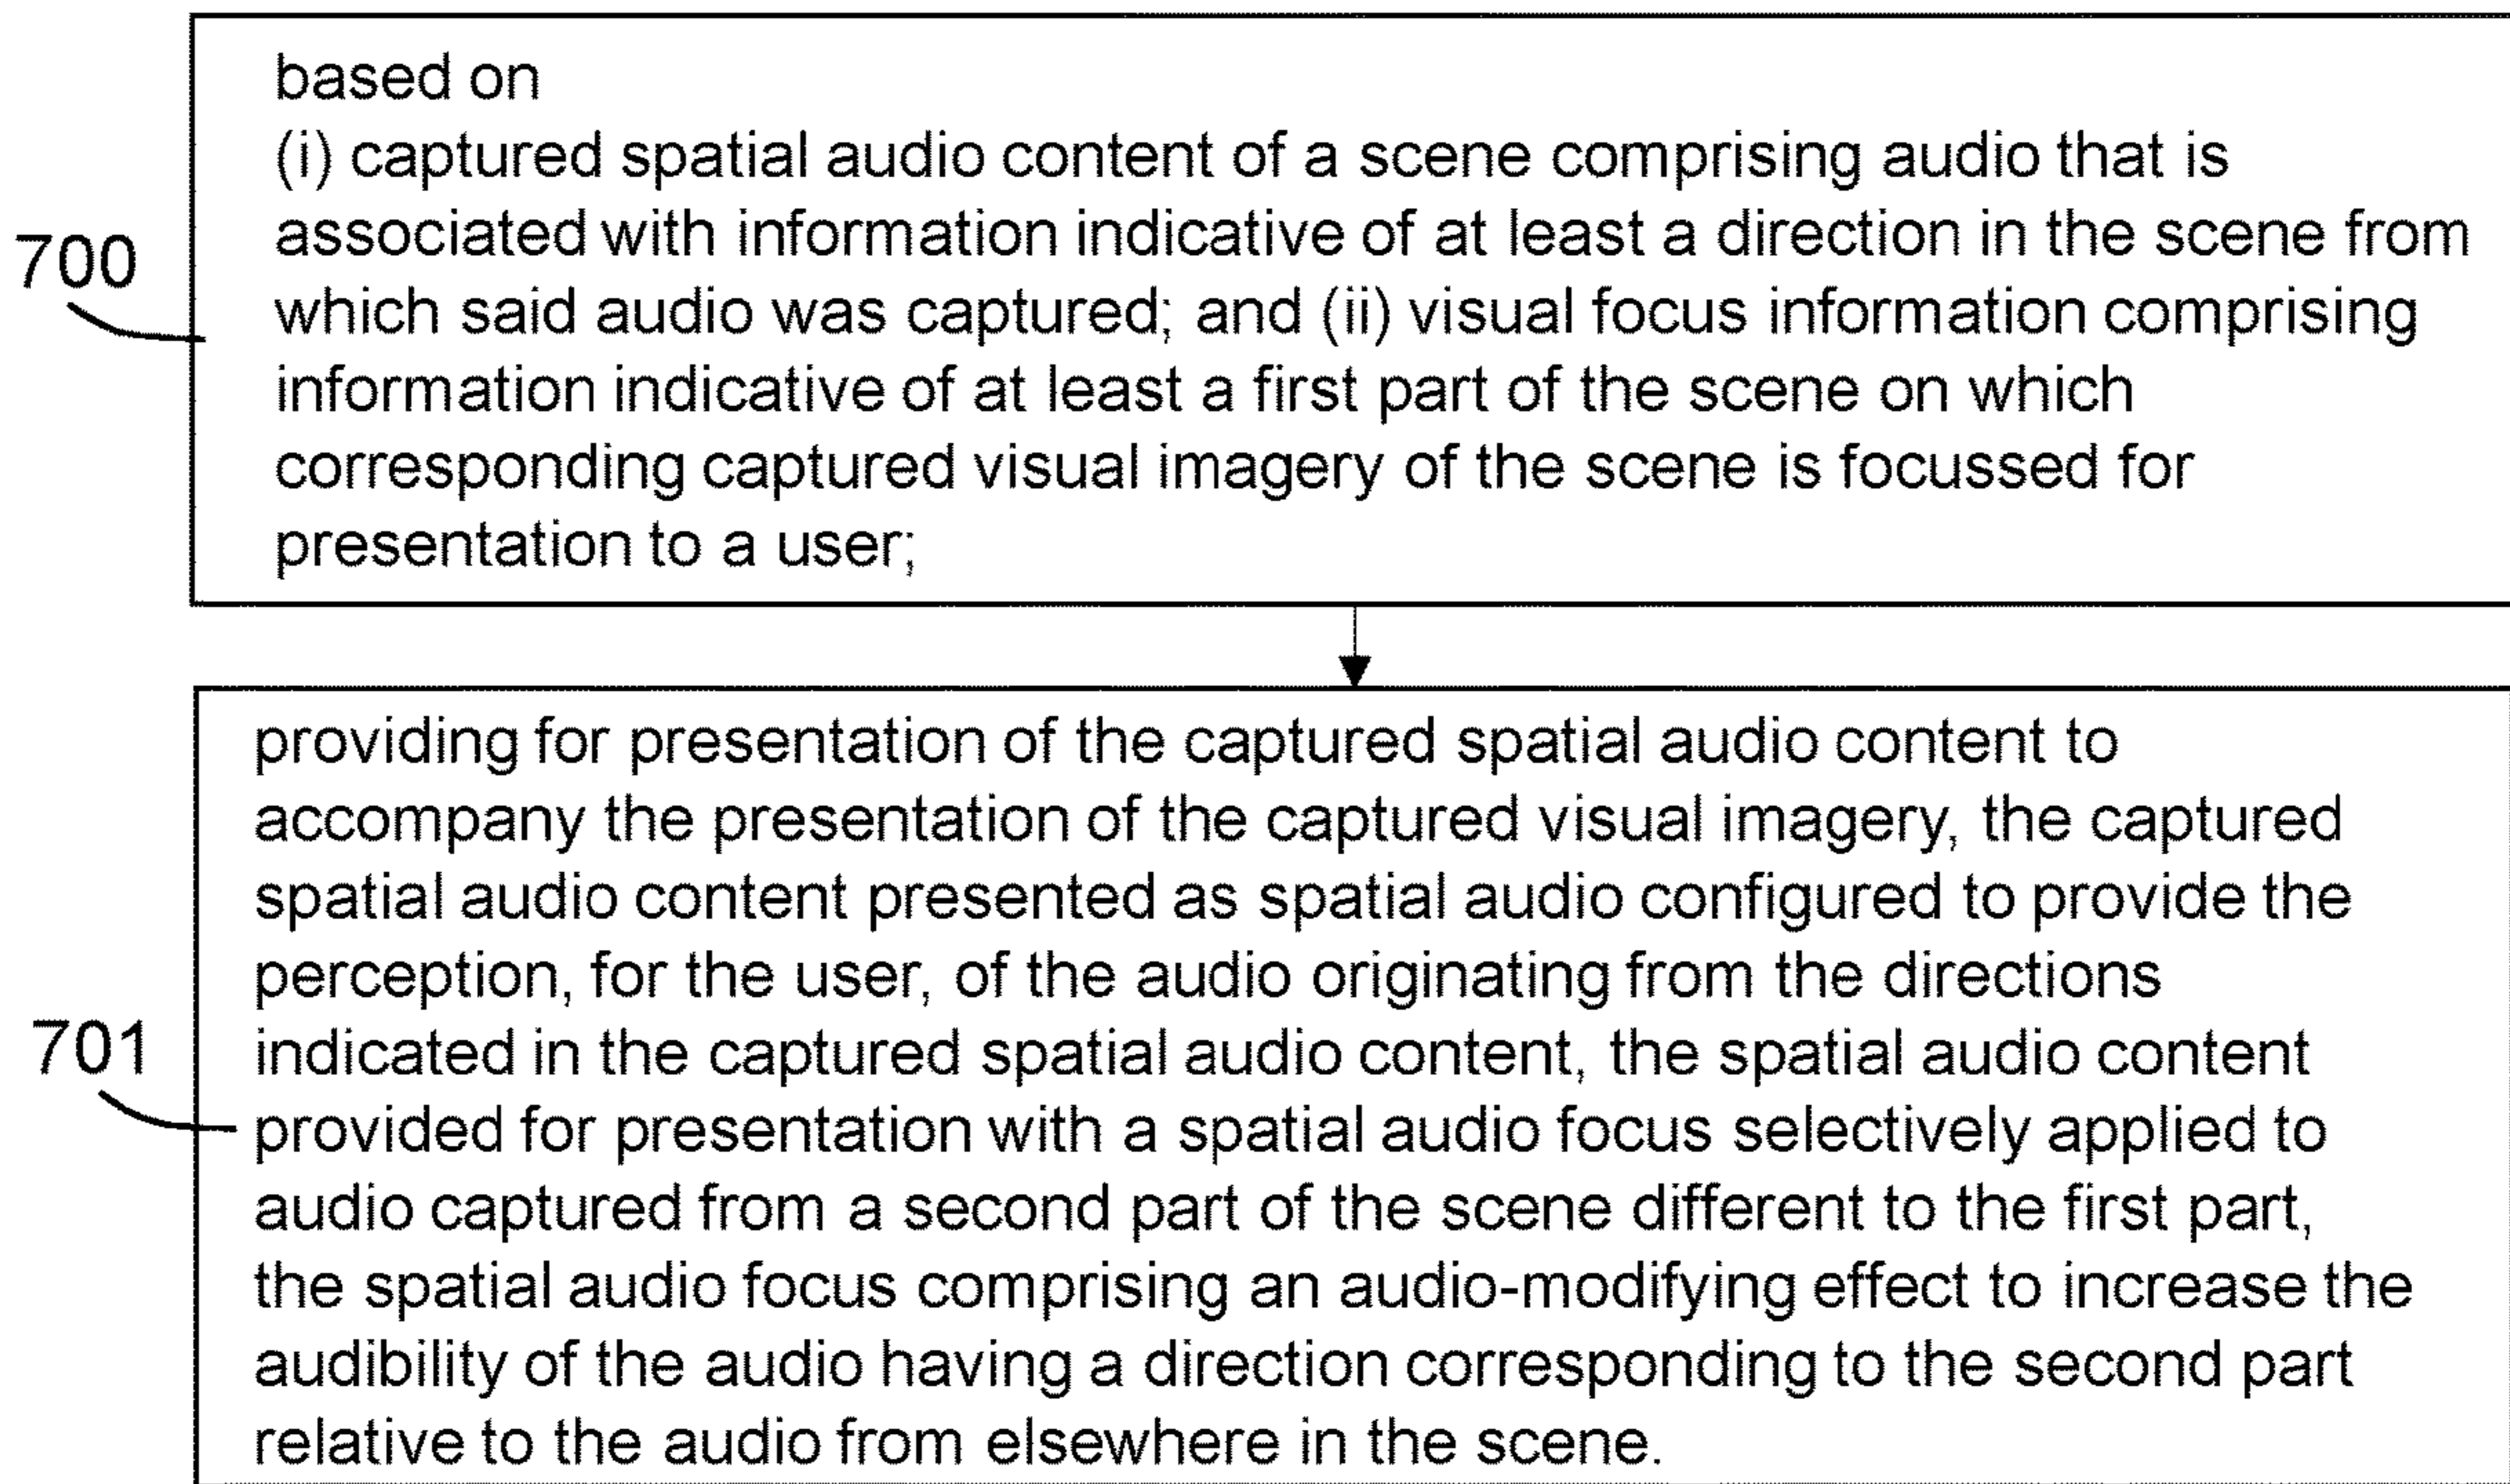 based on
(i) captured spatial audio content of a scene comprising audio that is
associated with information indicative of at least a direction in the scene from
700
which said audio was captured; and (ii) visual focus information comprising
information indicative of at least a first part of the scene on which
corresponding captured visual imagery of the scene is focussed for
presentation to a user;
providing for presentation of the captured spatial audio content to
accompany the presentation of the captured visual imagery, the captured
spatial audio content presented as spatial audio configured to provide the
perception, for the user, of the audio originating from the directions
701
indicated in the captured spatial audio content, the spatial audio content
provided for presentation with a spatial audio focus selectively applied to
audio captured from a second part of the scene different to the first part,
the spatial audio focus comprising an audio-modifying effect to increase the
audibility of the audio having a direction corresponding to the second part
relative to the audio from elsewhere in the scene.